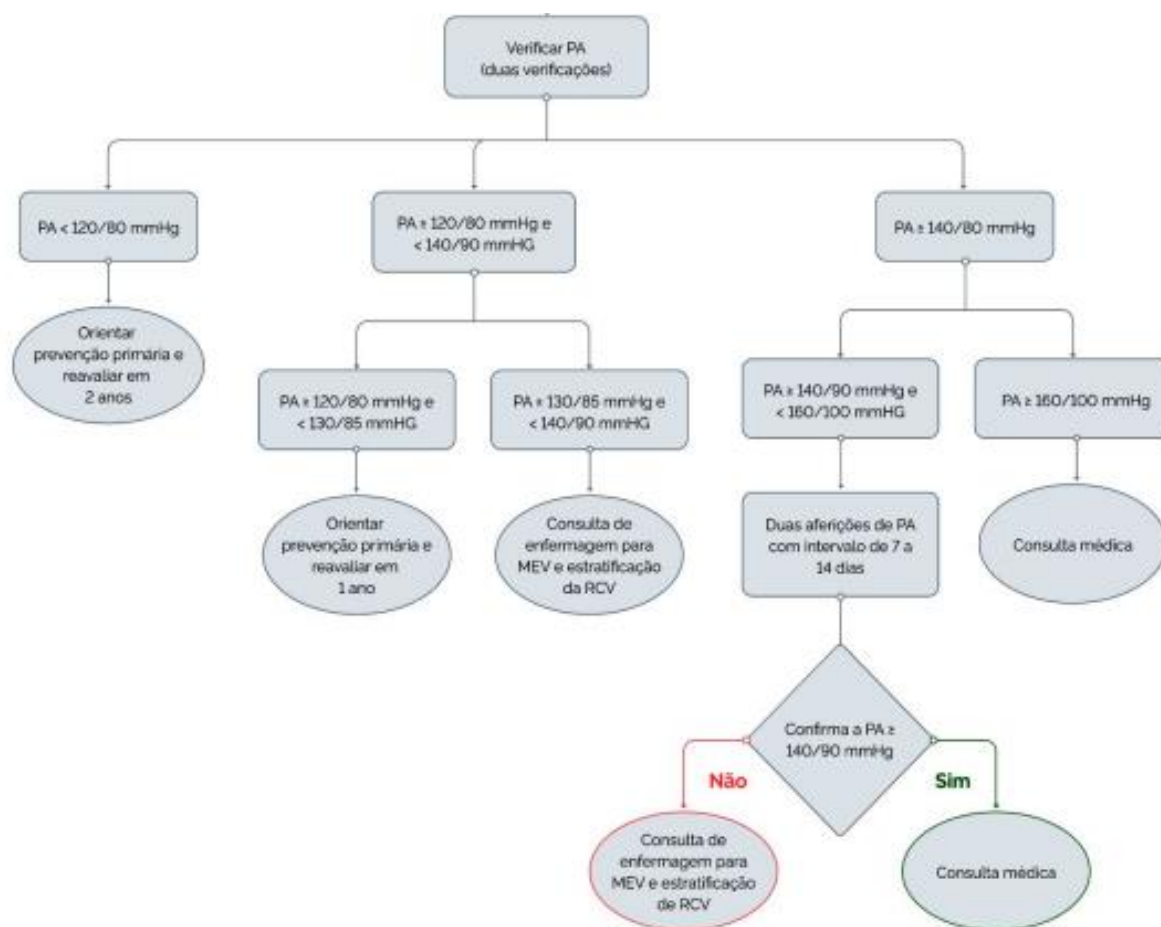 Verificar PA
(duas verificações)
PA < 120/80 mmHg
PA ≥ 120/80 mmHg e
< 140/90 mmHG
PA ≥ 140/80 mmHg
Orientar
prevenção primária e
reavaliar em
2 anos
PA ≥ 120/80 mmHg e
< 130/85 mmHG
PA ≥ 130/85 mmHg e
< 140/90 mmHG
PA ≥ 140/90 mmHg e
< 160/100 mmHG
PA ≥ 160/100 mmHg
Orientar
prevenção primária e
reavaliar em
1 ano
Consulta de
enfermagem para
MEV e estratificação
da RCV
Duas aferições de PA
com intervalo de 7 a
14 dias
Consulta médica
Confirma a PA ≥
140/90 mmHg
Não
Sim
Consulta de
enfermagem para
MEV e estratificação
de RCV
Consulta médica